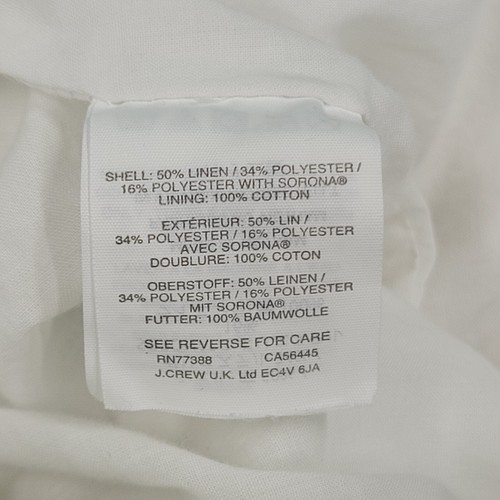 SHELL: 50% LINEN / 34% POLYESTER /
16% POLYESTER WITH SORONA®
LINING: 100% COTTON
EXTÉRIEUR: 50% LIN /
34% POLYESTER / 16% POLYESTER
AVEC SORONA®
DOUBLURE: 100% COTON
OBERSTOFF: 50% LEINEN /
34% POLYESTER / 16% POLYESTER
MIT SORONA®
FUTTER: 100% BAUMWOLLE
SEE REVERSE FOR CARE
RN77388 CA56445
J.CREW U.K. Ltd EC4V 6JA